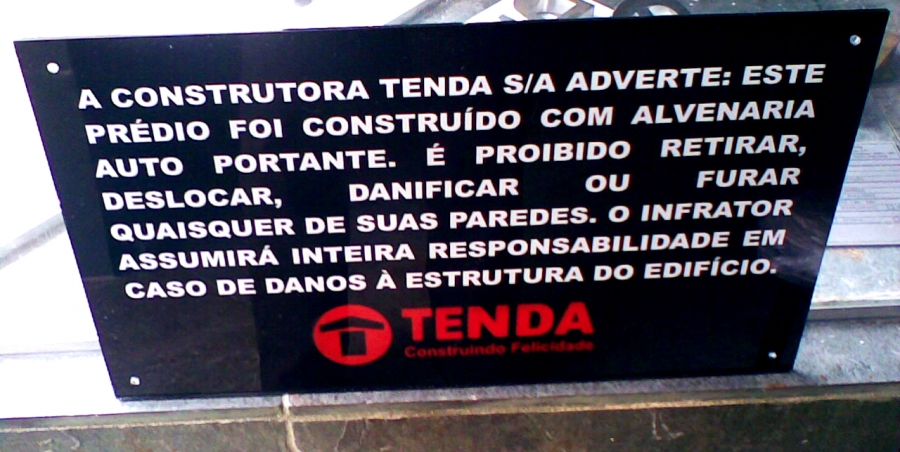 A CONSTRUTORA TENDA S/A ADVERTE: ESTE
PRÉDIO FOI CONSTRUÍDO COM ALVENARIA
AUTO PORTANTE. É PROIBIDO RETIRAR,
DESLOCAR, DANIFICAR OU FURAR
QUAISQUER DE SUAS PAREDES. O INFRATOR
ASSUMIRÁ INTEIRA RESPONSABILIDADE EM
CASO DE DANOS À ESTRUTURA DO EDIFÍCIO.
TENDA
Construindo Felicidade